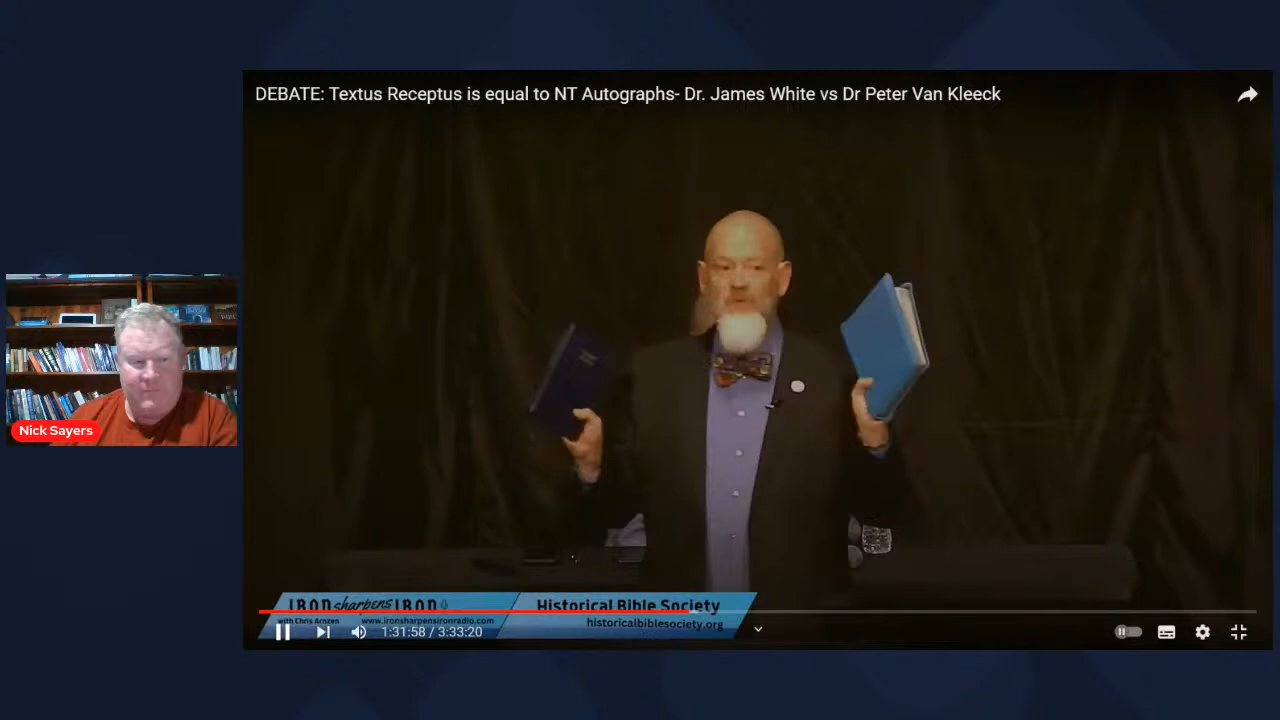 DEBATE: Textus Receptus is equal to NT Autographs- Dr. James White vs Dr Peter Van Kleeck
Nick Sayers
IRON sharpens IRON
with Chris Arnzen www.ironsharpensironradio.com
Historical Bible Society
historicalbiblesociety.org
1:31:58 / 3:33:20